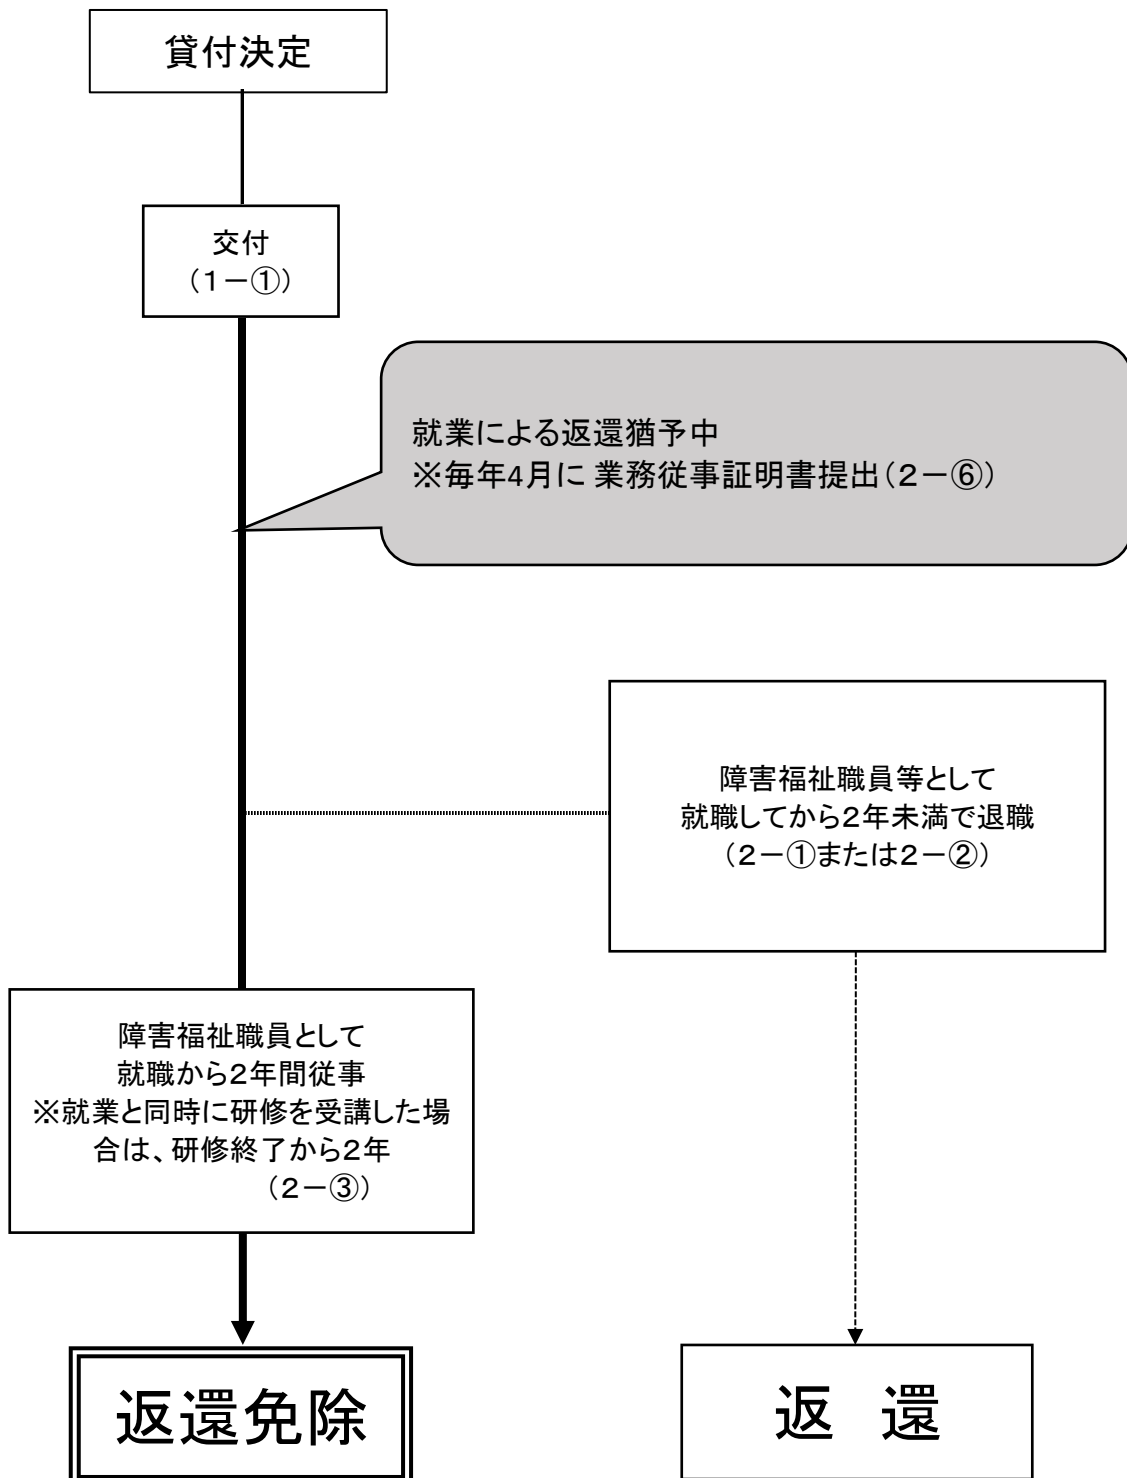 貸付決定
交付
（１－①）
就業による返還猶予中
※毎年4月に 業務従事証明書提出（２－⑥）
障害福祉職員等として
就職してから２年未満で退職
（２－①または２－②）
障害福祉職員として
就職から２年間従事
※就業と同時に研修を受講した場
合は、研修終了から２年
（２－③）
返還免除
返　還